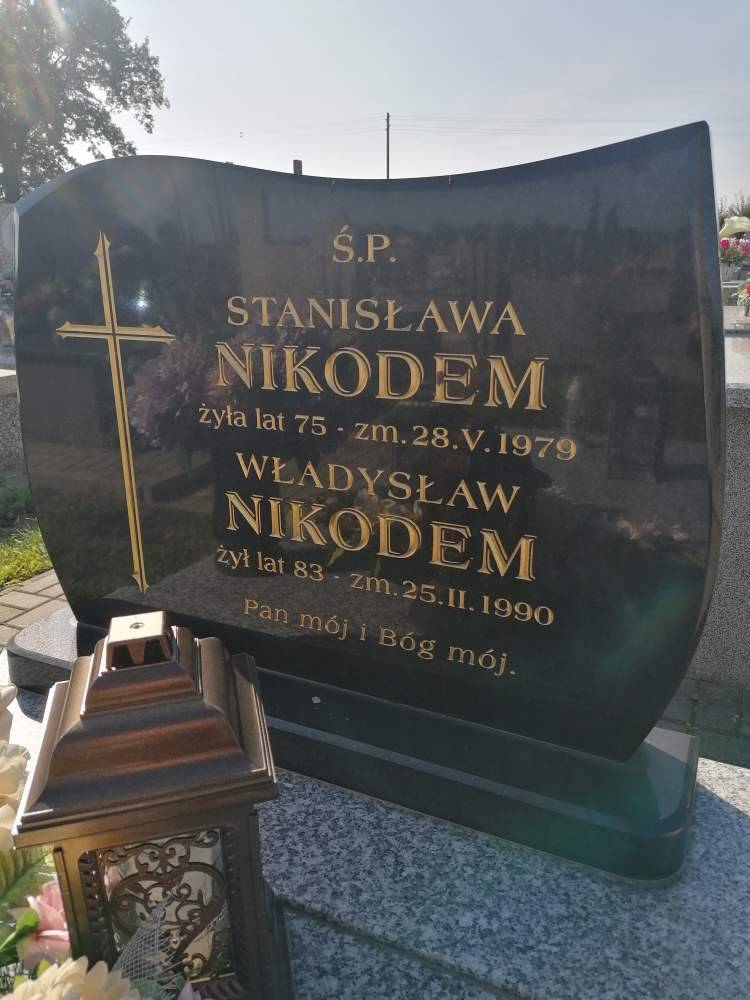 Ś.P.
STANISŁAWA
NIKODEM
żyła lat 75 - zm. 28.V.1979
WŁADYSŁAW
NIKODEM
żył lat 83 - zm. 25.II.1990
Pan mój i Bóg mój.